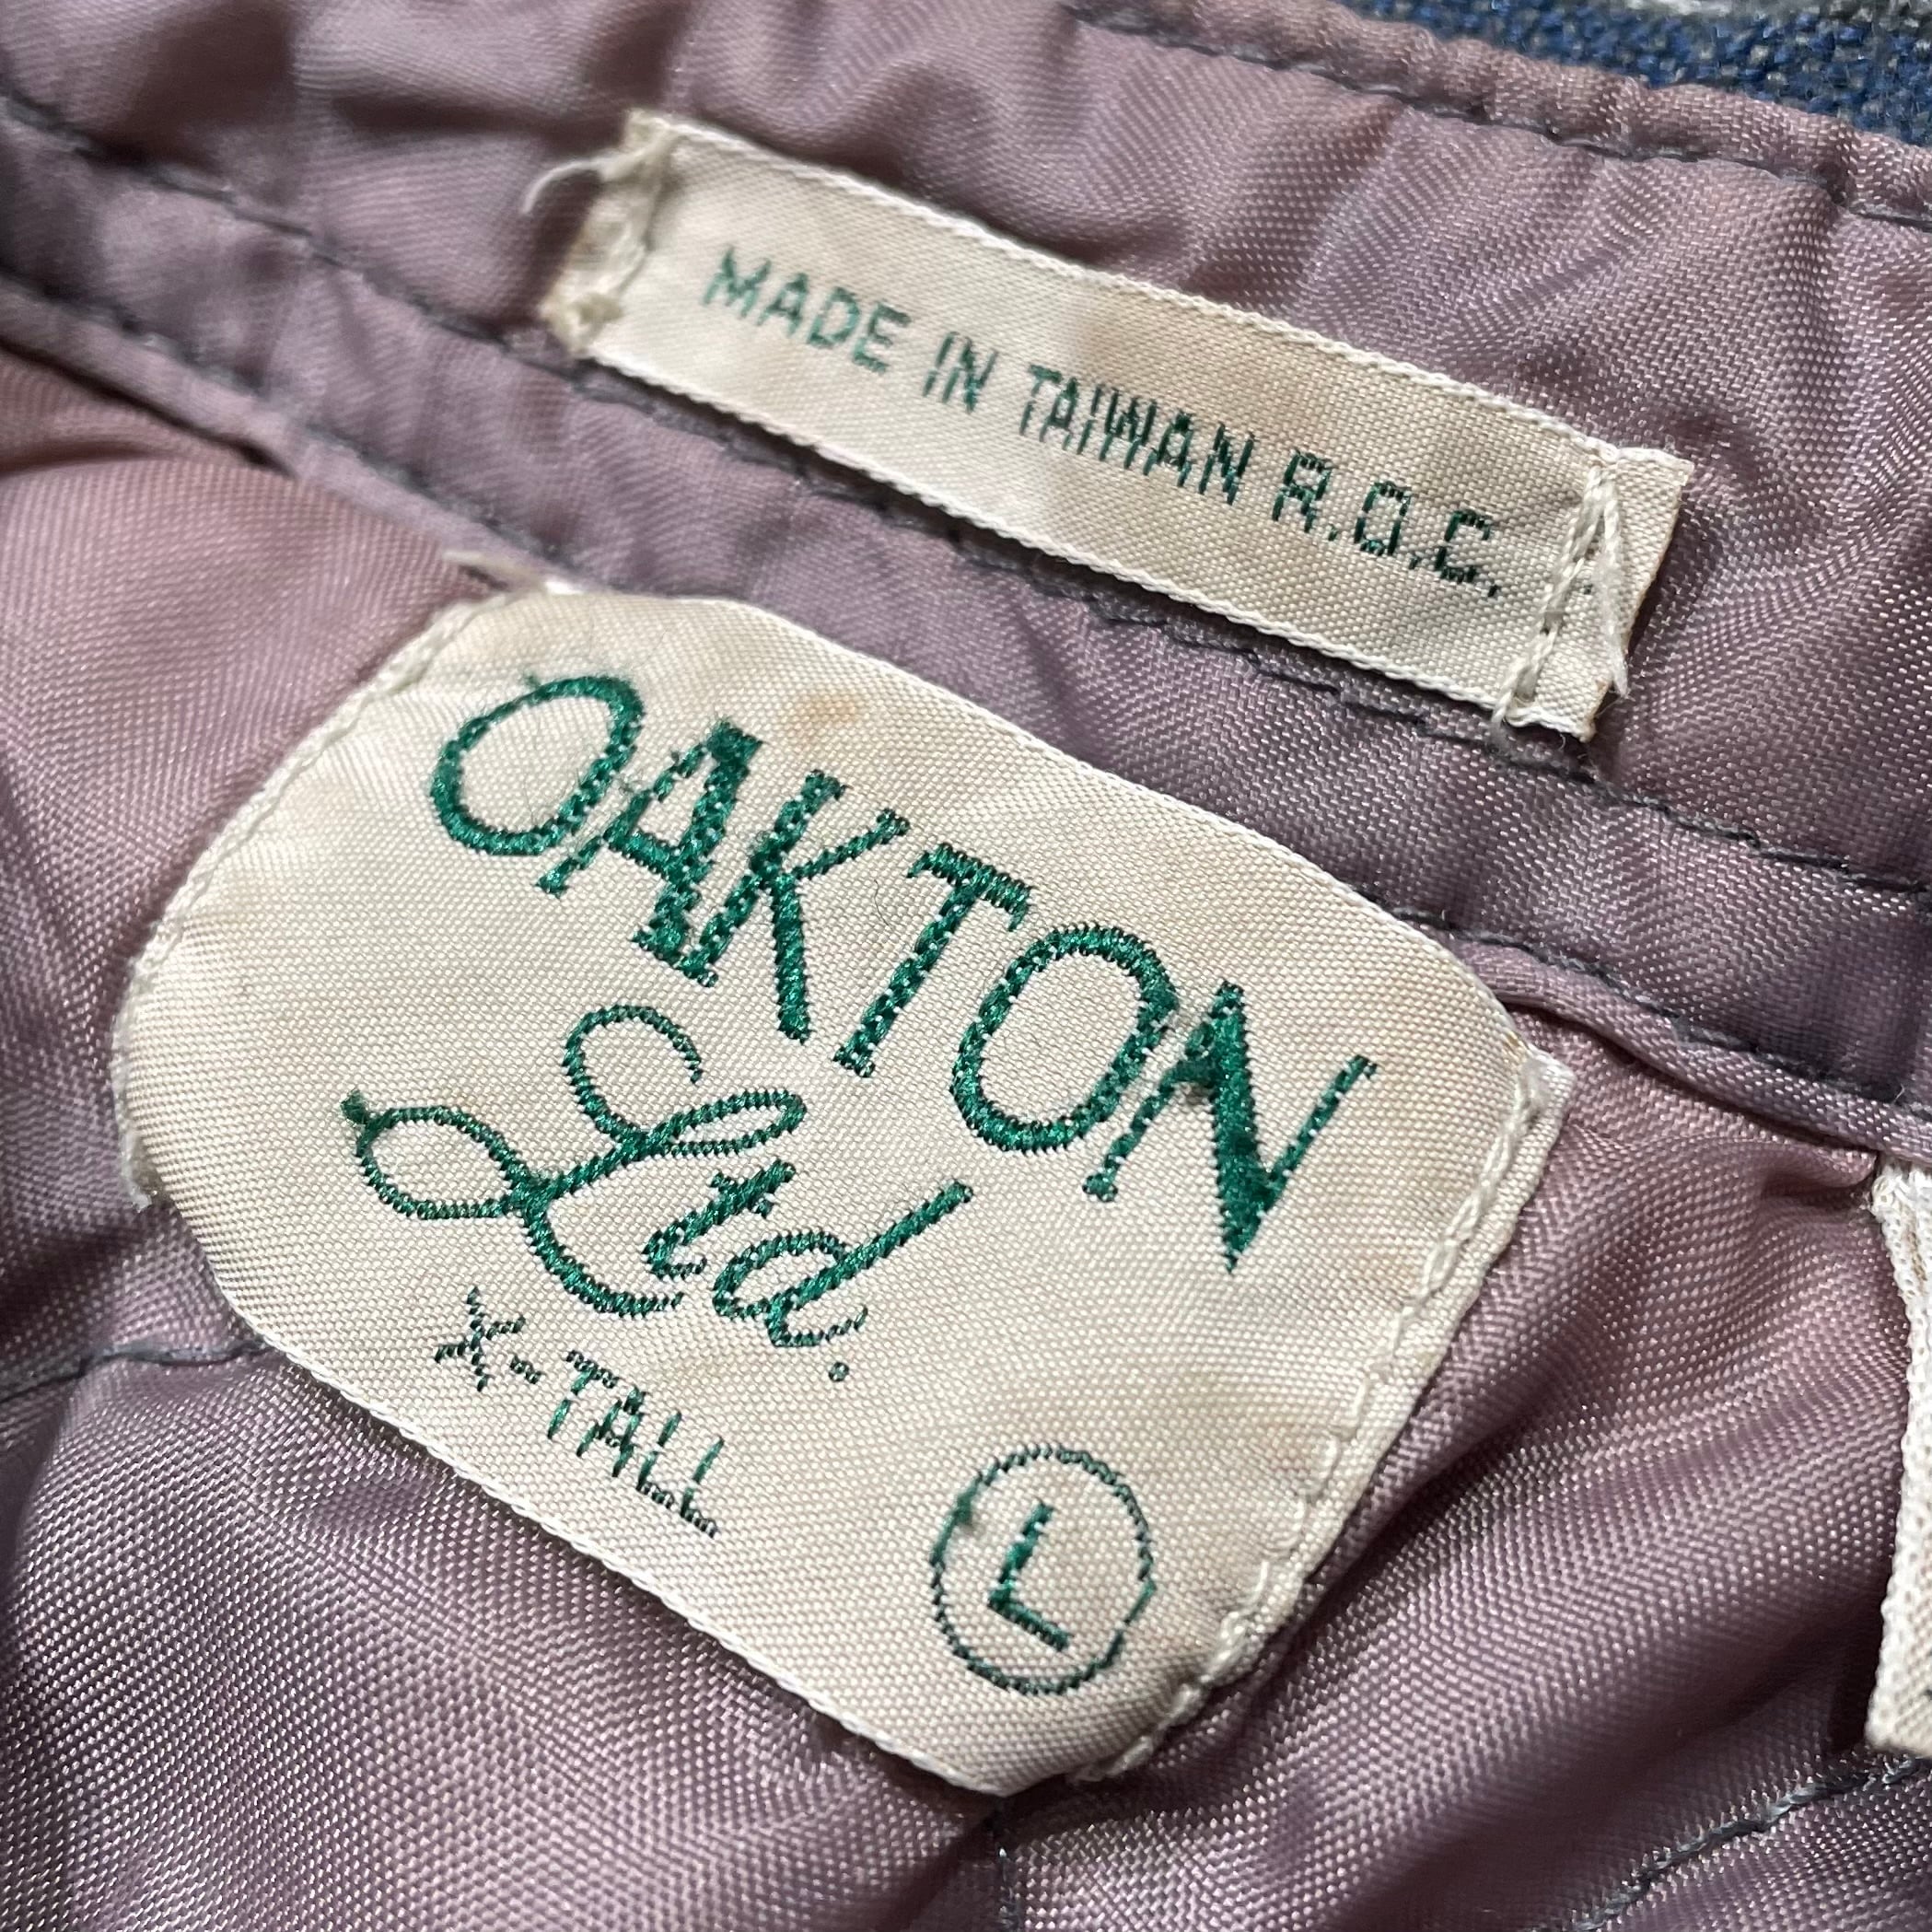 MADE IN TAIWAN R.O.C.
OAKTON
Ltd.
X-TALL
L